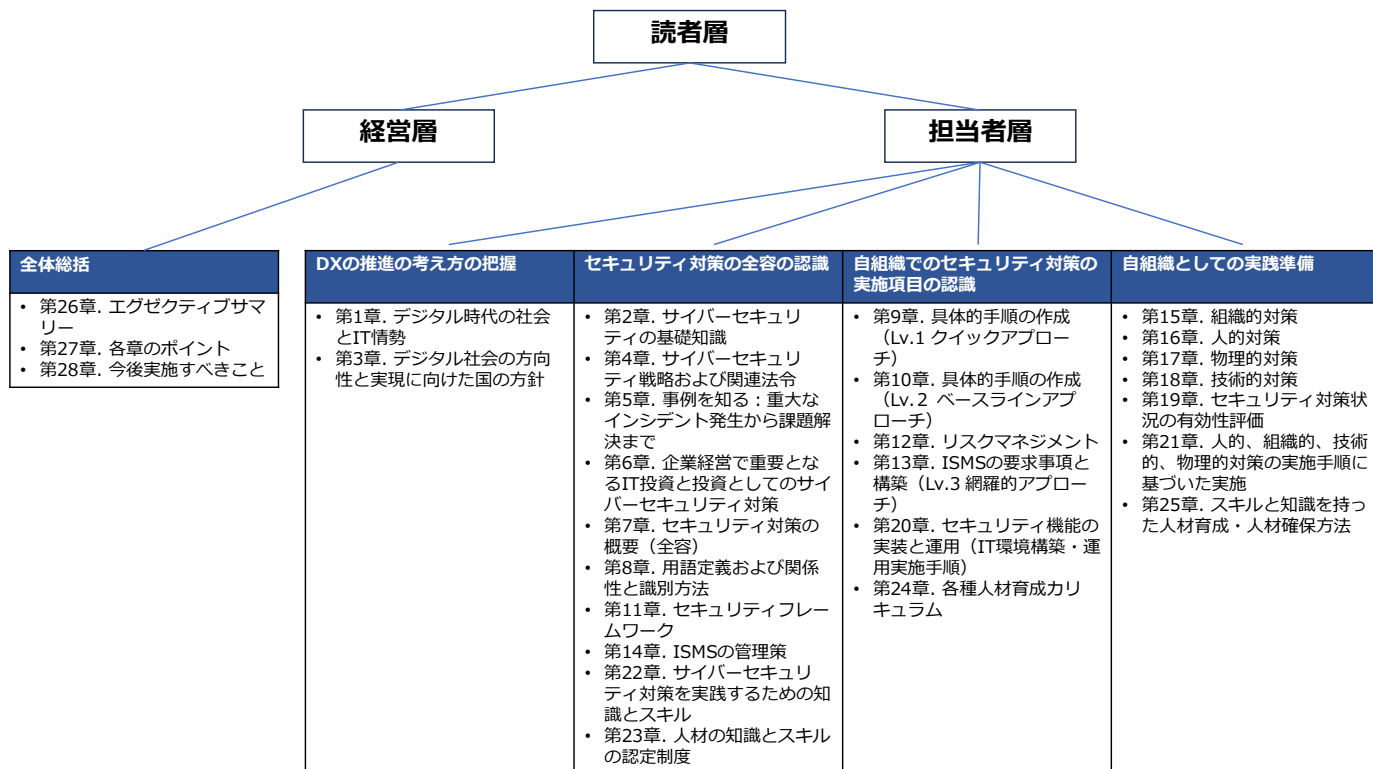 読者層
経営層
担当者層
全体総括
• 第26章. エグゼクティブサマ
リー
• 第27章. 各章のポイント
• 第28章. 今後実施すべきこと
DXの推進の考え方の把握
• 第1章. デジタル時代の社会
とIT情勢
• 第3章. デジタル社会の方向
性と実現に向けた国の方針
セキュリティ対策の全容の認識
• 第2章. サイバーセキュリ
ティの基礎知識
• 第4章. サイバーセキュリ
ティ戦略および関連法令
• 第5章. 事例を知る：重大な
インシデント発生から課題解
決まで
• 第6章. 企業経営で重要とな
るIT投資と投資としてのサイ
バーセキュリティ対策
• 第7章. セキュリティ対策の
概要（全容）
• 第8章. 用語定義および関係
性と識別方法
• 第11章. セキュリティフレー
ムワーク
• 第14章. ISMSの管理策
• 第22章. サイバーセキュリ
ティ対策を実践するための知
識とスキル
• 第23章. 人材の知識とスキル
の認定制度
自組織でのセキュリティ対策の
実施項目の認識
• 第9章. 具体的手順の作成
（Lv.1 クイックアプロー
チ）
• 第10章. 具体的手順の作成
（Lv.2 ベースラインアプ
ローチ）
• 第12章. リスクマネジメント
• 第13章. ISMSの要求事項と
構築（Lv.3 網羅的アプロー
チ）
• 第20章. セキュリティ機能の
実装と運用（IT環境構築・運
用実施手順）
• 第24章. 各種人材育成カリ
キュラム
自組織としての実践準備
• 第15章. 組織的対策
• 第16章. 人的対策
• 第17章. 物理的対策
• 第18章. 技術的対策
• 第19章. セキュリティ対策状
況の有効性評価
• 第21章. 人的、組織的、技術
的、物理的対策の実施手順に
基づいた実施
• 第25章. スキルと知識を持っ
た人材育成・人材確保方法